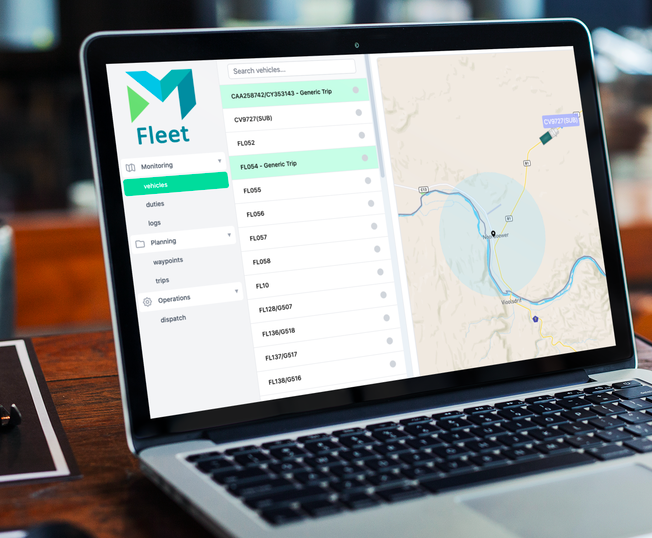 Fleet
Monitoring
vehicles
duties
logs
Planning
waypoints
trips
Operations
dispatch
Search vehicles...
CAA258742/CY353143 - Generic Trip
CV9727(SUB)
FL052
FL054 - Generic Trip
FL055
FL056
FL057
FL058
FL10
FL128/G507
FL136/G518
FL137/G517
FL138/G516
CV9727(SUB)